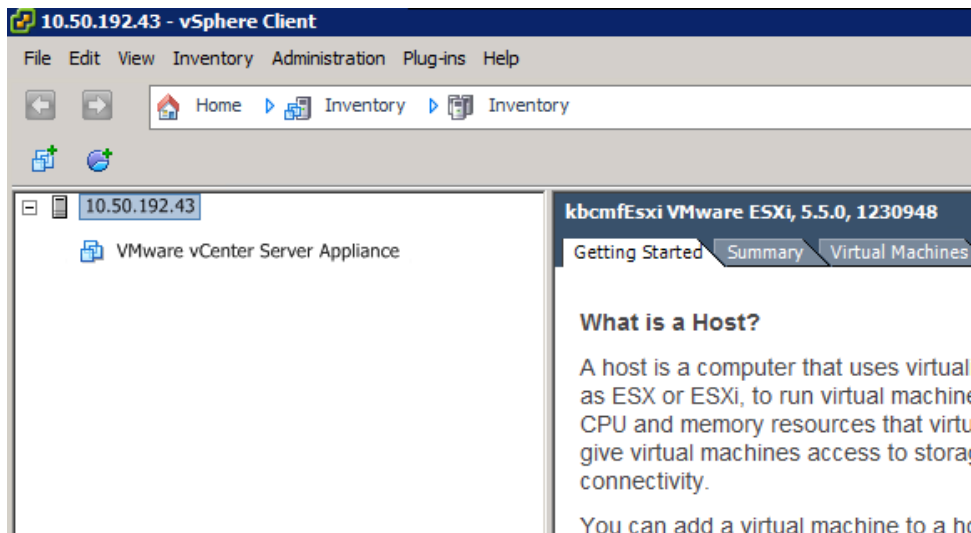 10.50.192.43 - vSphere Client
File Edit View Inventory Administration Plug-ins Help
Home Inventory Inventory
10.50.192.43
VMware vCenter Server Appliance
kbcmfEsxi VMware ESXi, 5.5.0, 1230948
Getting Started Summary Virtual Machines
What is a Host?
A host is a computer that uses virtual
as ESX or ESXi, to run virtual machine
CPU and memory resources that virtu
give virtual machines access to storag
connectivity.
You can add a virtual machine to a ho